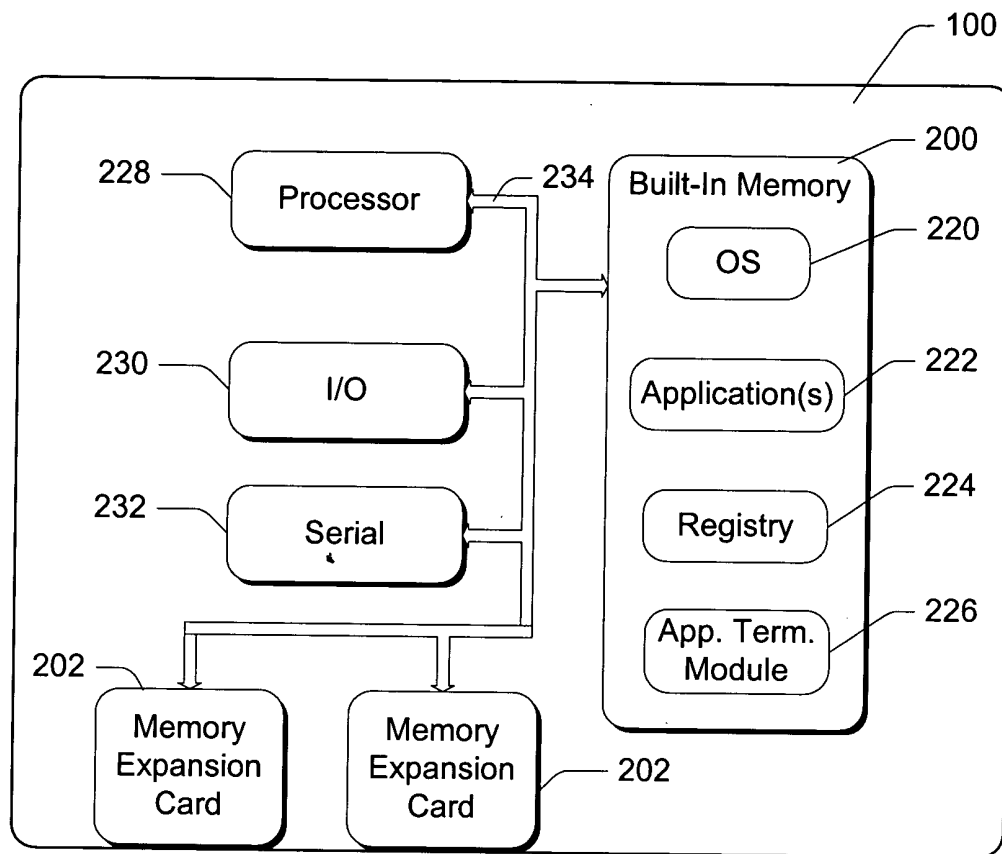 100
200
228
Processor
234
Built-In Memory
OS
220
230
I/O
222
Application(s)
232
Serial
224
Registry
226
App. Term.
Module
202
Memory
Expansion
Card
Memory
Expansion
Card
202